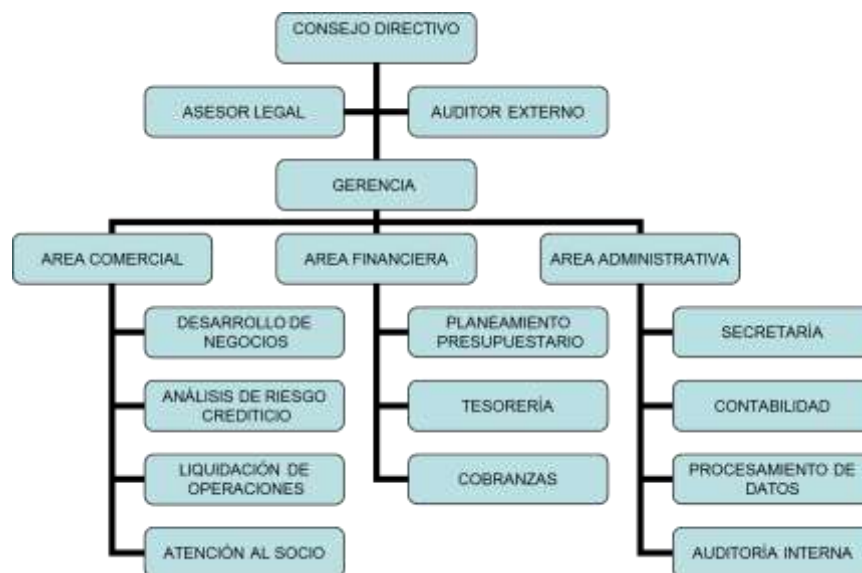 CONSEJO DIRECTIVO
ASESOR LEGAL
AUDITOR EXTERNO
GERENCIA
AREA COMERCIAL
AREA FINANCIERA
AREA ADMINISTRATIVA
DESARROLLO DE
NEGOCIOS
PLANEAMIENTO
PRESUPUESTARIO
SECRETARÍA
ANÁLISIS DE RIESGO
CREDITICIO
TESORERÍA
CONTABILIDAD
LIQUIDACIÓN DE
OPERACIONES
COBRANZAS
PROCESAMIENTO DE
DATOS
ATENCIÓN AL SOCIO
AUDITORÍA INTERNA